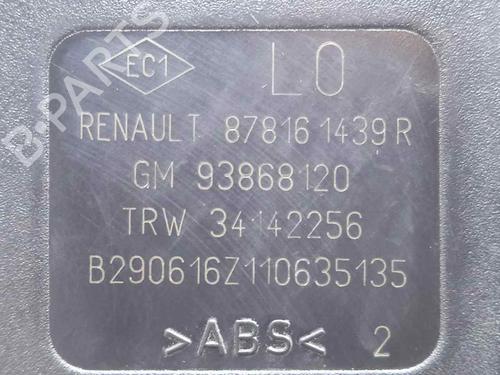 EC1 LO
RENAULT 878161439R
GM 93868120
TRW 34142256
B290616Z110635135
>ABS< 2
B-PARTS